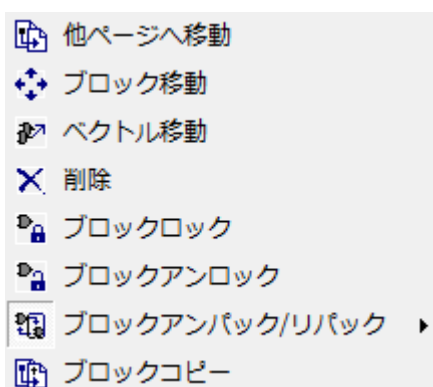 他ページへ移動
ブロック移動
ベクトル移動
削除
ブロックロック
ブロックアンロック
ブロックアンパック/リパック
ブロックコピー